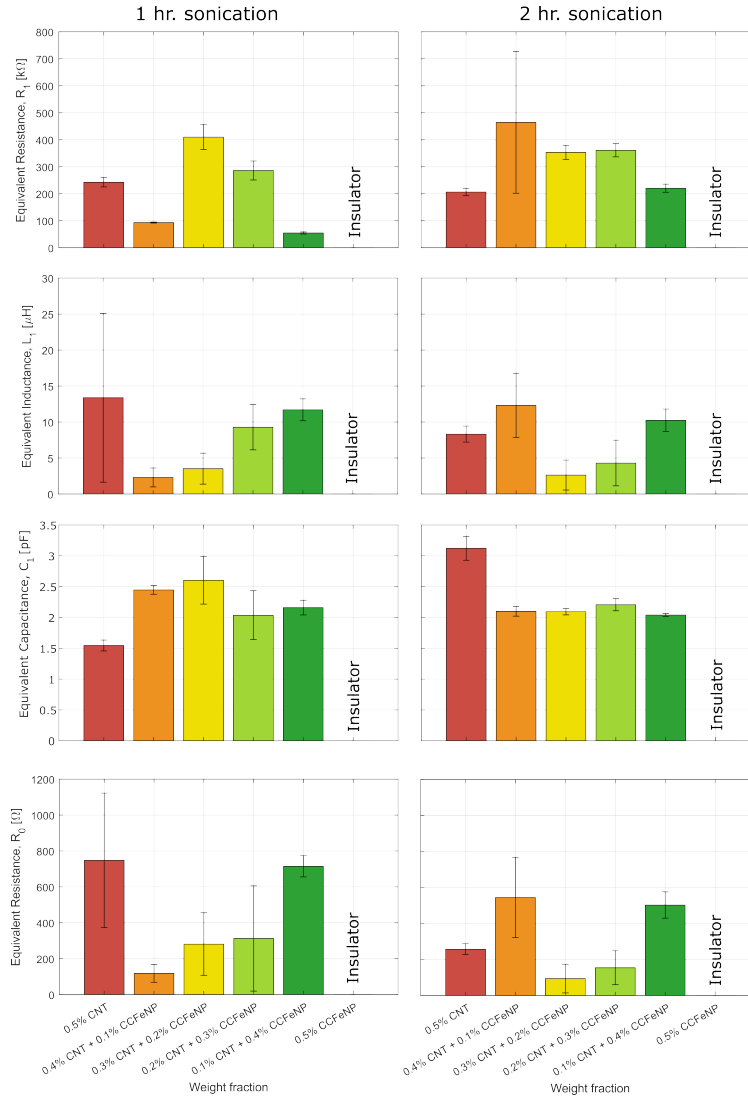 1 hr. sonication
2 hr. sonication
Equivalent Resistance, R1 [kΩ]
800
700
600
500
400
300
200
100
0
Insulator
Insulator
Equivalent Inductance, L1 [μH]
30
25
20
15
10
5
0
Insulator
Insulator
Equivalent Capacitance, C1 [pF]
3.5
3
2.5
2
1.5
1
0.5
0
Insulator
Insulator
Equivalent Resistance, R0 [Ω]
1200
1000
800
600
400
200
0
Insulator
Insulator
0.5% CNT
0.4% CNT + 0.1% CCFeNP
0.3% CNT + 0.2% CCFeNP
0.2% CNT + 0.3% CCFeNP
0.1% CNT + 0.4% CCFeNP
0.5% CCFeNP
0.5% CNT
0.4% CNT + 0.1% CCFeNP
0.3% CNT + 0.2% CCFeNP
0.2% CNT + 0.3% CCFeNP
0.1% CNT + 0.4% CCFeNP
0.5% CCFeNP
Weight fraction
Weight fraction